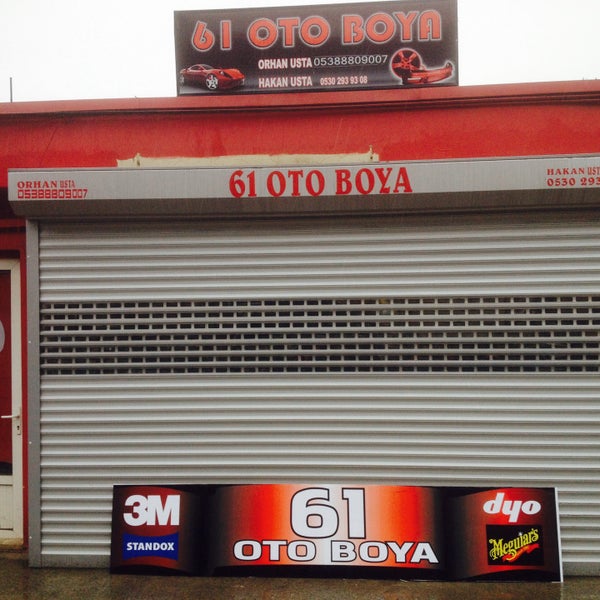 61 OTO BOYA
ORHAN USTA 05388809007
HAKAN USTA 0530 293 93 08
ORHAN USTA
05388809007
61 OTO BOYA
HAKAN USTA
0530 293
3M
STANDOX
61
OTO BOYA
dyo
Meguiar's